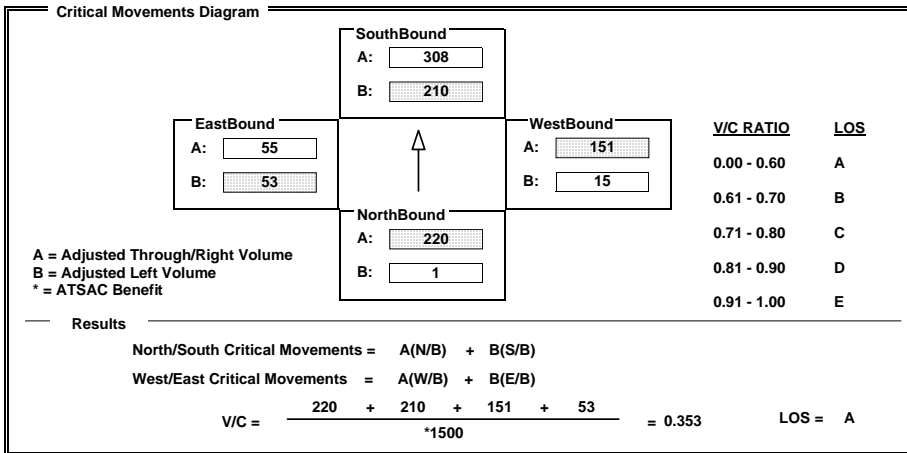 Critical Movements Diagram
SouthBound
A: 308
B: 210
EastBound
A: 55
B: 53
WestBound
A: 151
B: 15
NorthBound
A: 220
B: 1
V/C RATIO LOS
0.00 - 0.60 A
0.61 - 0.70 B
0.71 - 0.80 C
0.81 - 0.90 D
0.91 - 1.00 E
A = Adjusted Through/Right Volume
B = Adjusted Left Volume
* = ATSAC Benefit
Results
North/South Critical Movements = A(N/B) + B(S/B)
West/East Critical Movements = A(W/B) + B(E/B)
V/C = 220 + 210 + 151 + 53 = 0.353 LOS = A
*1500